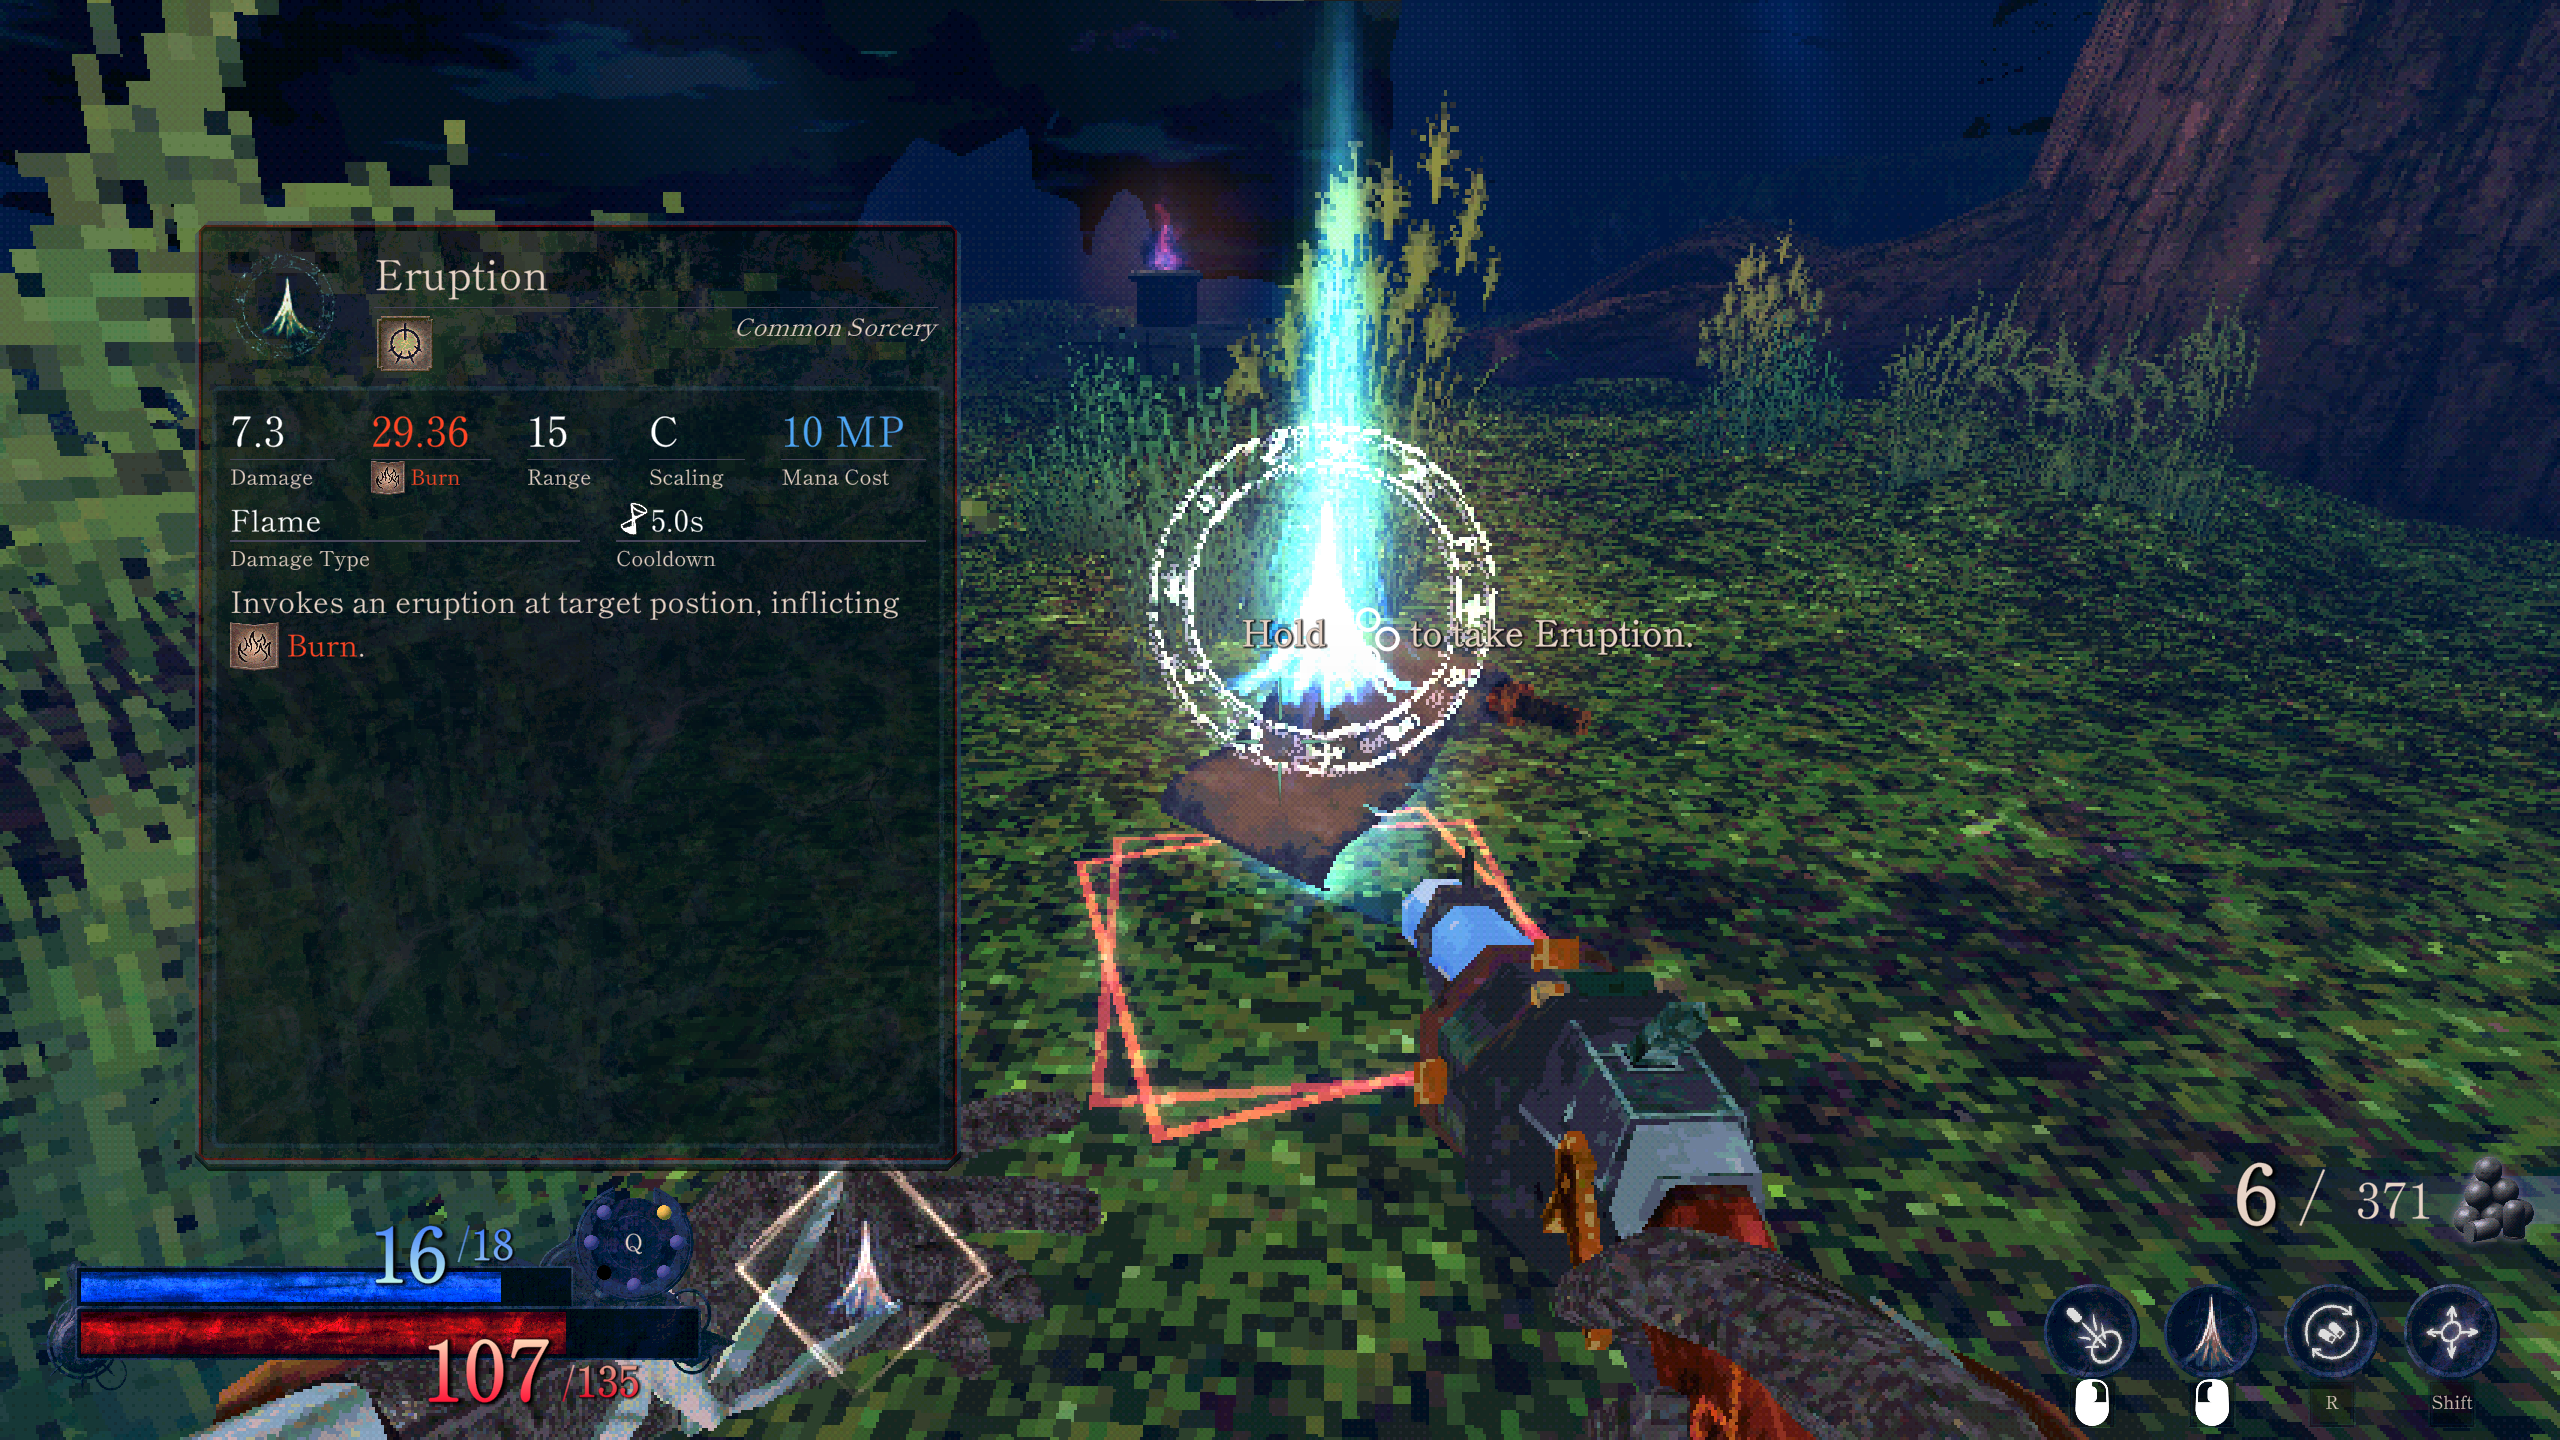 Eruption
Common Sorcery
7.3 29.36 15 C 10 MP
Damage Burn Range Scaling Mana Cost
Flame 5.0s
Damage Type Cooldown
Invokes an eruption at target postion, inflicting
Burn.
Hold to take Eruption.
16/18
Q
107/135
6 / 371
R Shift